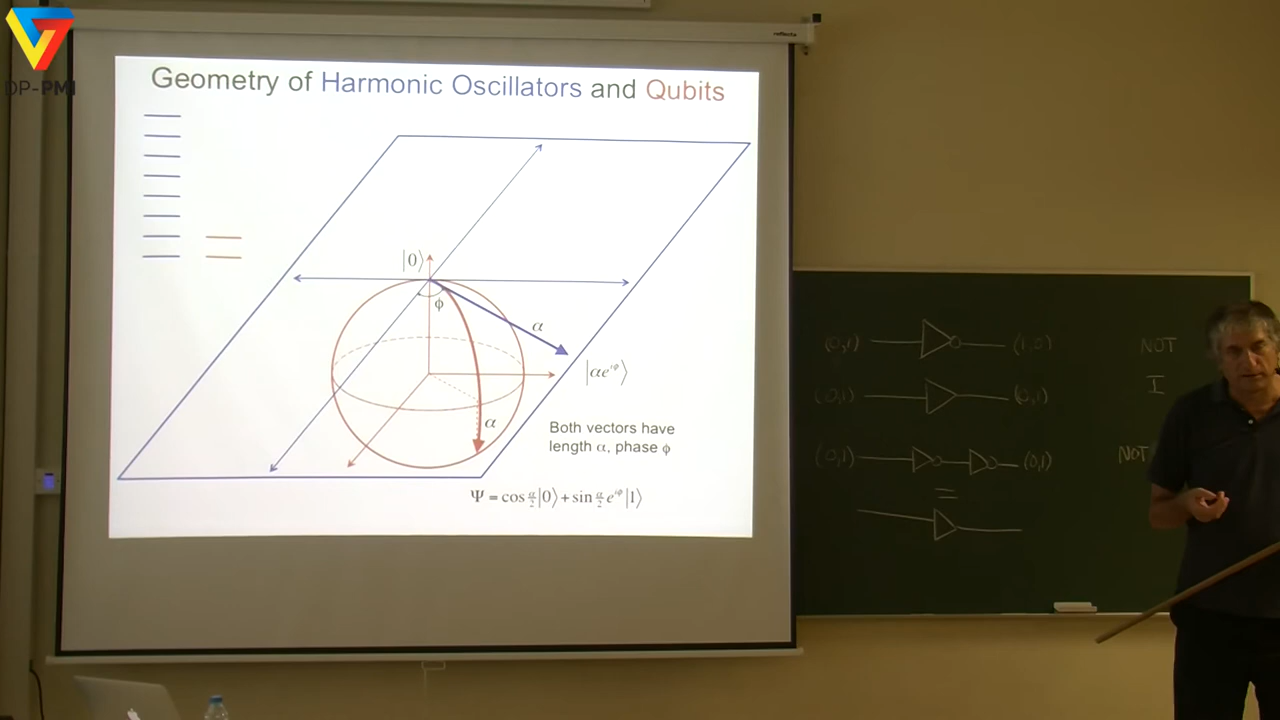 DP-PMI
reflecta
Geometry of Harmonic Oscillators and Qubits
|0⟩
ϕ
α
|αe^{iφ}⟩
α
Both vectors have
length α, phase ϕ
Ψ = cos α/2 |0⟩ + sin α/2 e^{iφ} |1⟩
(0,1) (1,0) NOT
(0,1) (0,1) I
(0,1) (0,1) NOT
=